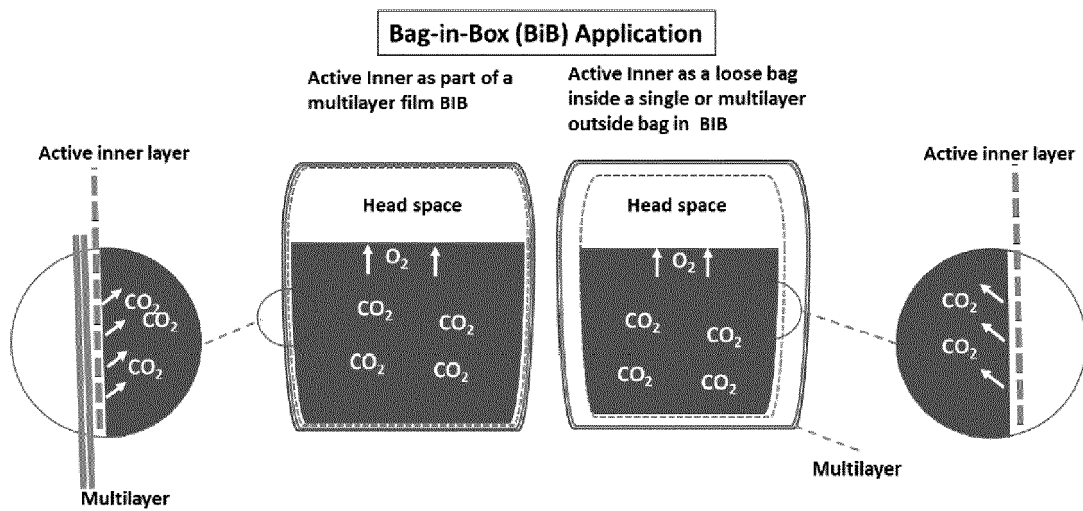 Bag-in-Box (BiB) Application
Active Inner as part of a
multilayer film BIB
Active Inner as a loose bag
inside a single or multilayer
outside bag in BIB
Active inner layer
Active inner layer
Head space
Head space
O₂
O₂
CO₂
CO₂
CO₂
CO₂
CO₂
CO₂
CO₂
CO₂
CO₂
CO₂
CO₂
CO₂
CO₂
Multilayer
Multilayer